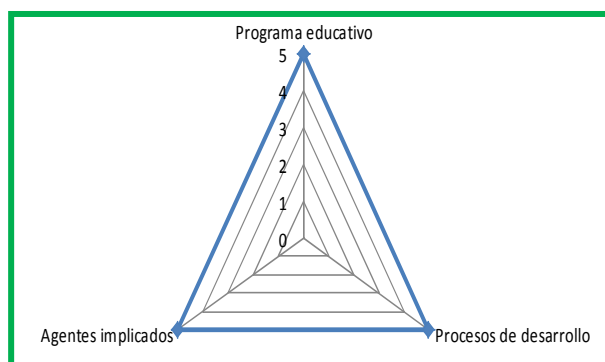 Programa educativo
5
4
3
2
1
0
Agentes implicados
Procesos de desarrollo